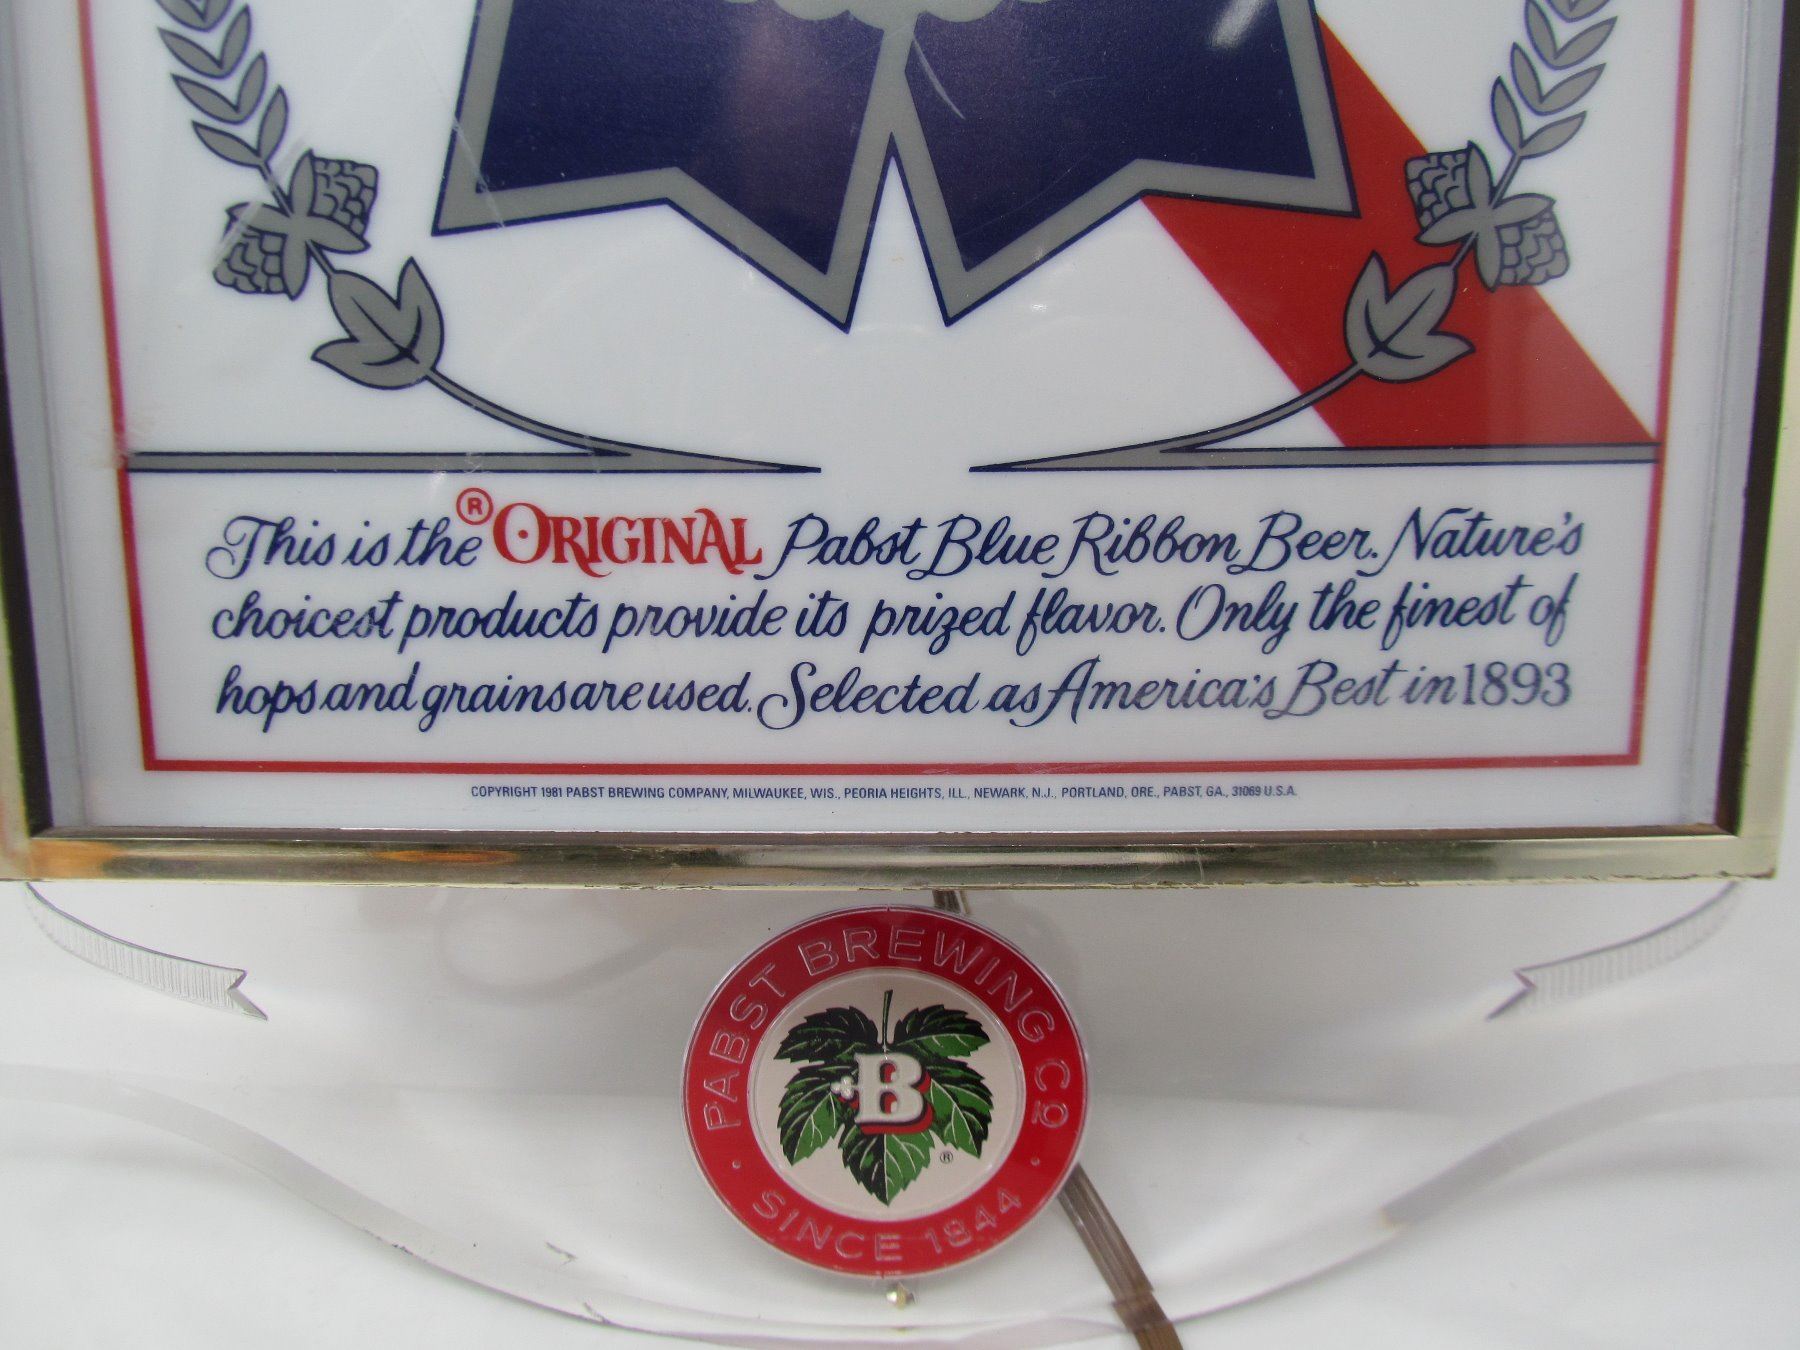 This is the ® ORIGINAL Pabst Blue Ribbon Beer. Nature's
choicest products provide its prized flavor. Only the finest of
hops and grains are used. Selected as America's Best in 1893
COPYRIGHT 1981 PABST BREWING COMPANY, MILWAUKEE, WIS., PEORIA HEIGHTS, ILL., NEWARK, N.J., PORTLAND, ORE., PABST, GA., 31069 U.S.A.
PABST BREWING CO
B
®
· SINCE 1844 ·